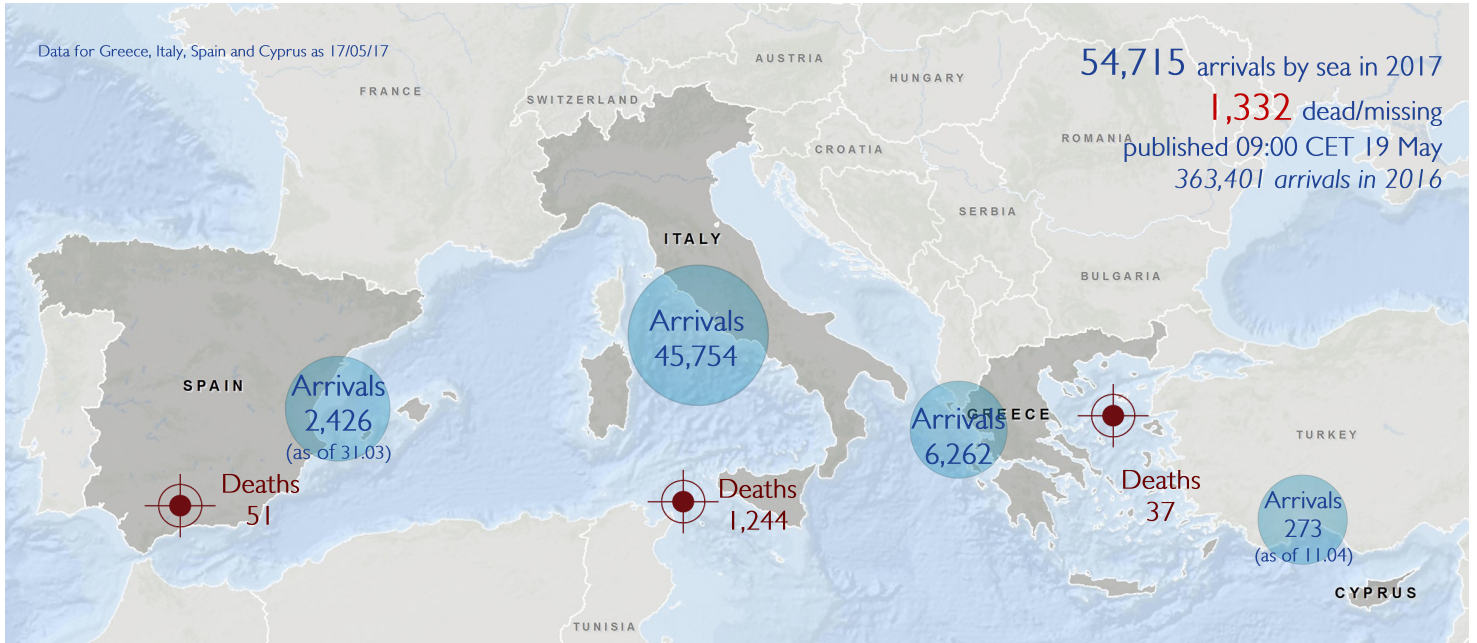 Data for Greece, Italy, Spain and Cyprus as 17/05/17
54,715 arrivals by sea in 2017
1,332 dead/missing
published 09:00 CET 19 May
363,401 arrivals in 2016
AUSTRIA
HUNGARY
FRANCE
SWITZERLAND
ROMANIA
CROATIA
SERBIA
ITALY
BULGARIA
Arrivals
45,754
SPAIN
Arrivals
2,426
(as of 31.03)
GREECE
Arrivals
6,262
TURKEY
Deaths
51
Deaths
1,244
Deaths
37
Arrivals
273
(as of 11.04)
CYPRUS
TUNISIA